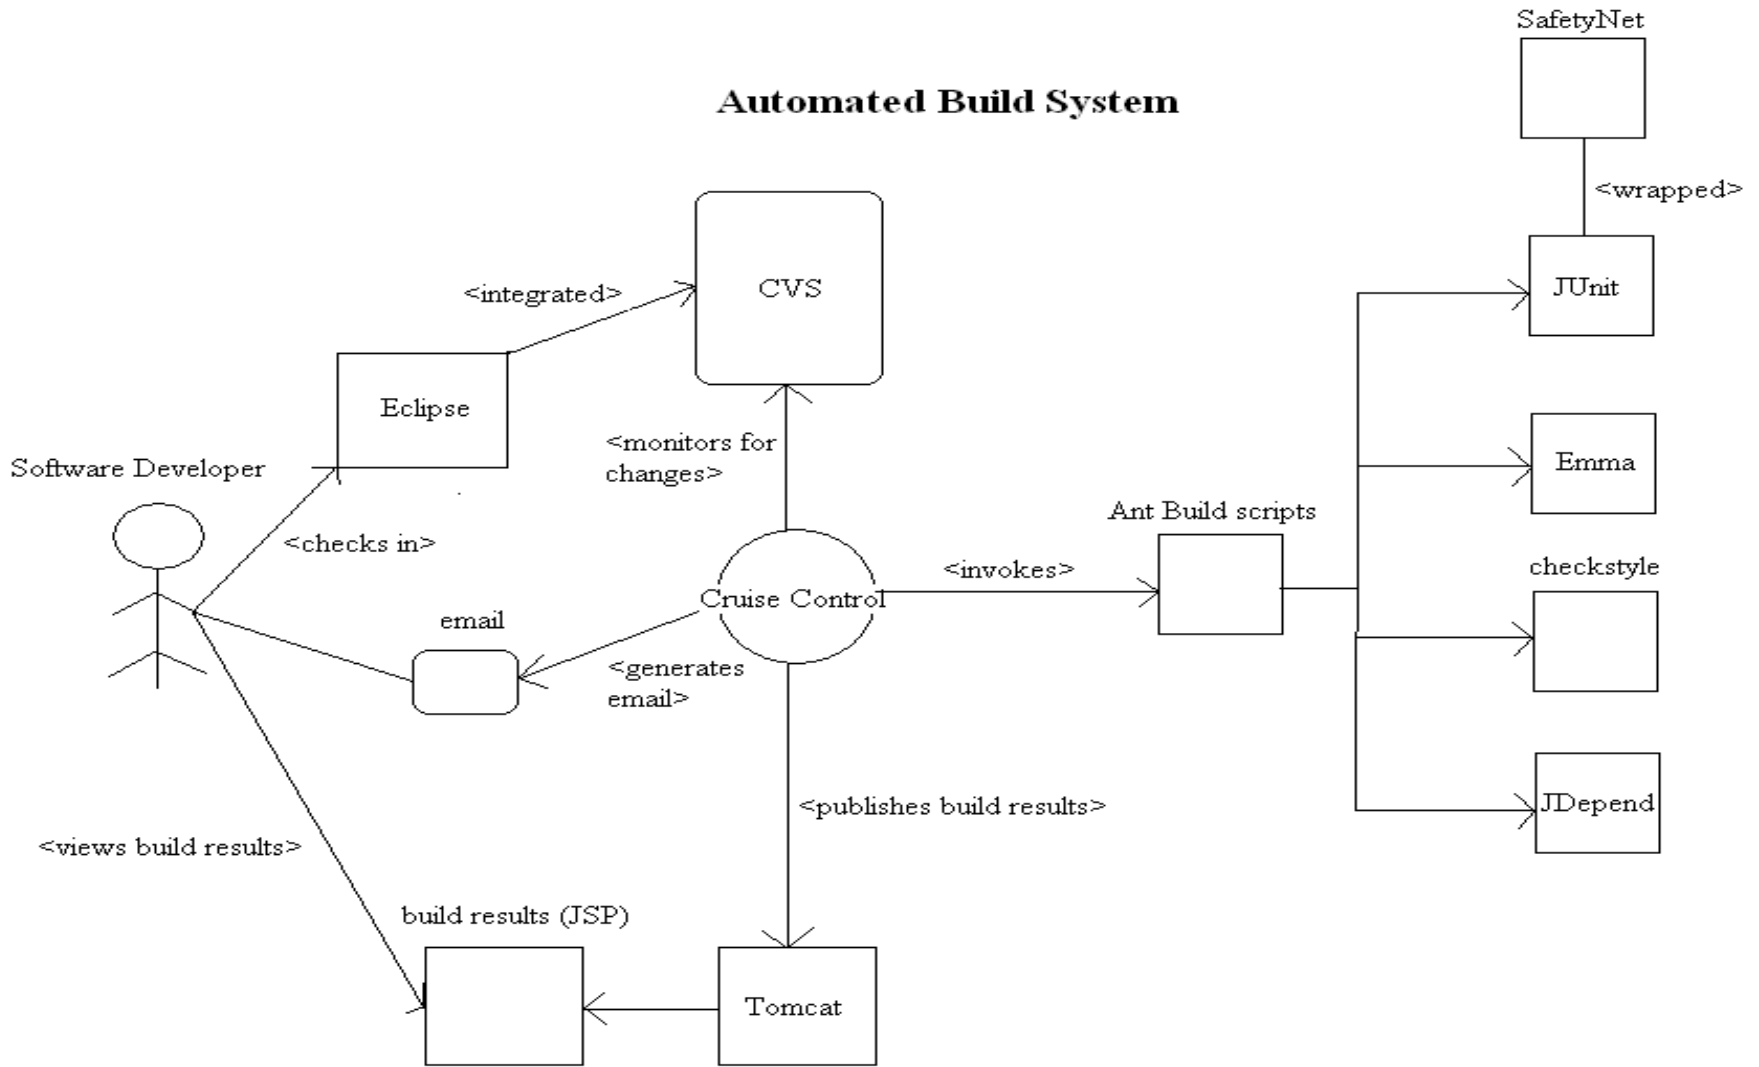 SafetyNet
Automated Build System
<wrapped>
CVS
JUnit
<integrated>
Eclipse
<monitors for
changes>
Emma
Software Developer
Ant Build scripts
<checks in>
<invokes>
checkstyle
Cruise Control
email
<generates
email>
JDepend
<publishes build results>
<views build results>
build results (JSP)
Tomcat